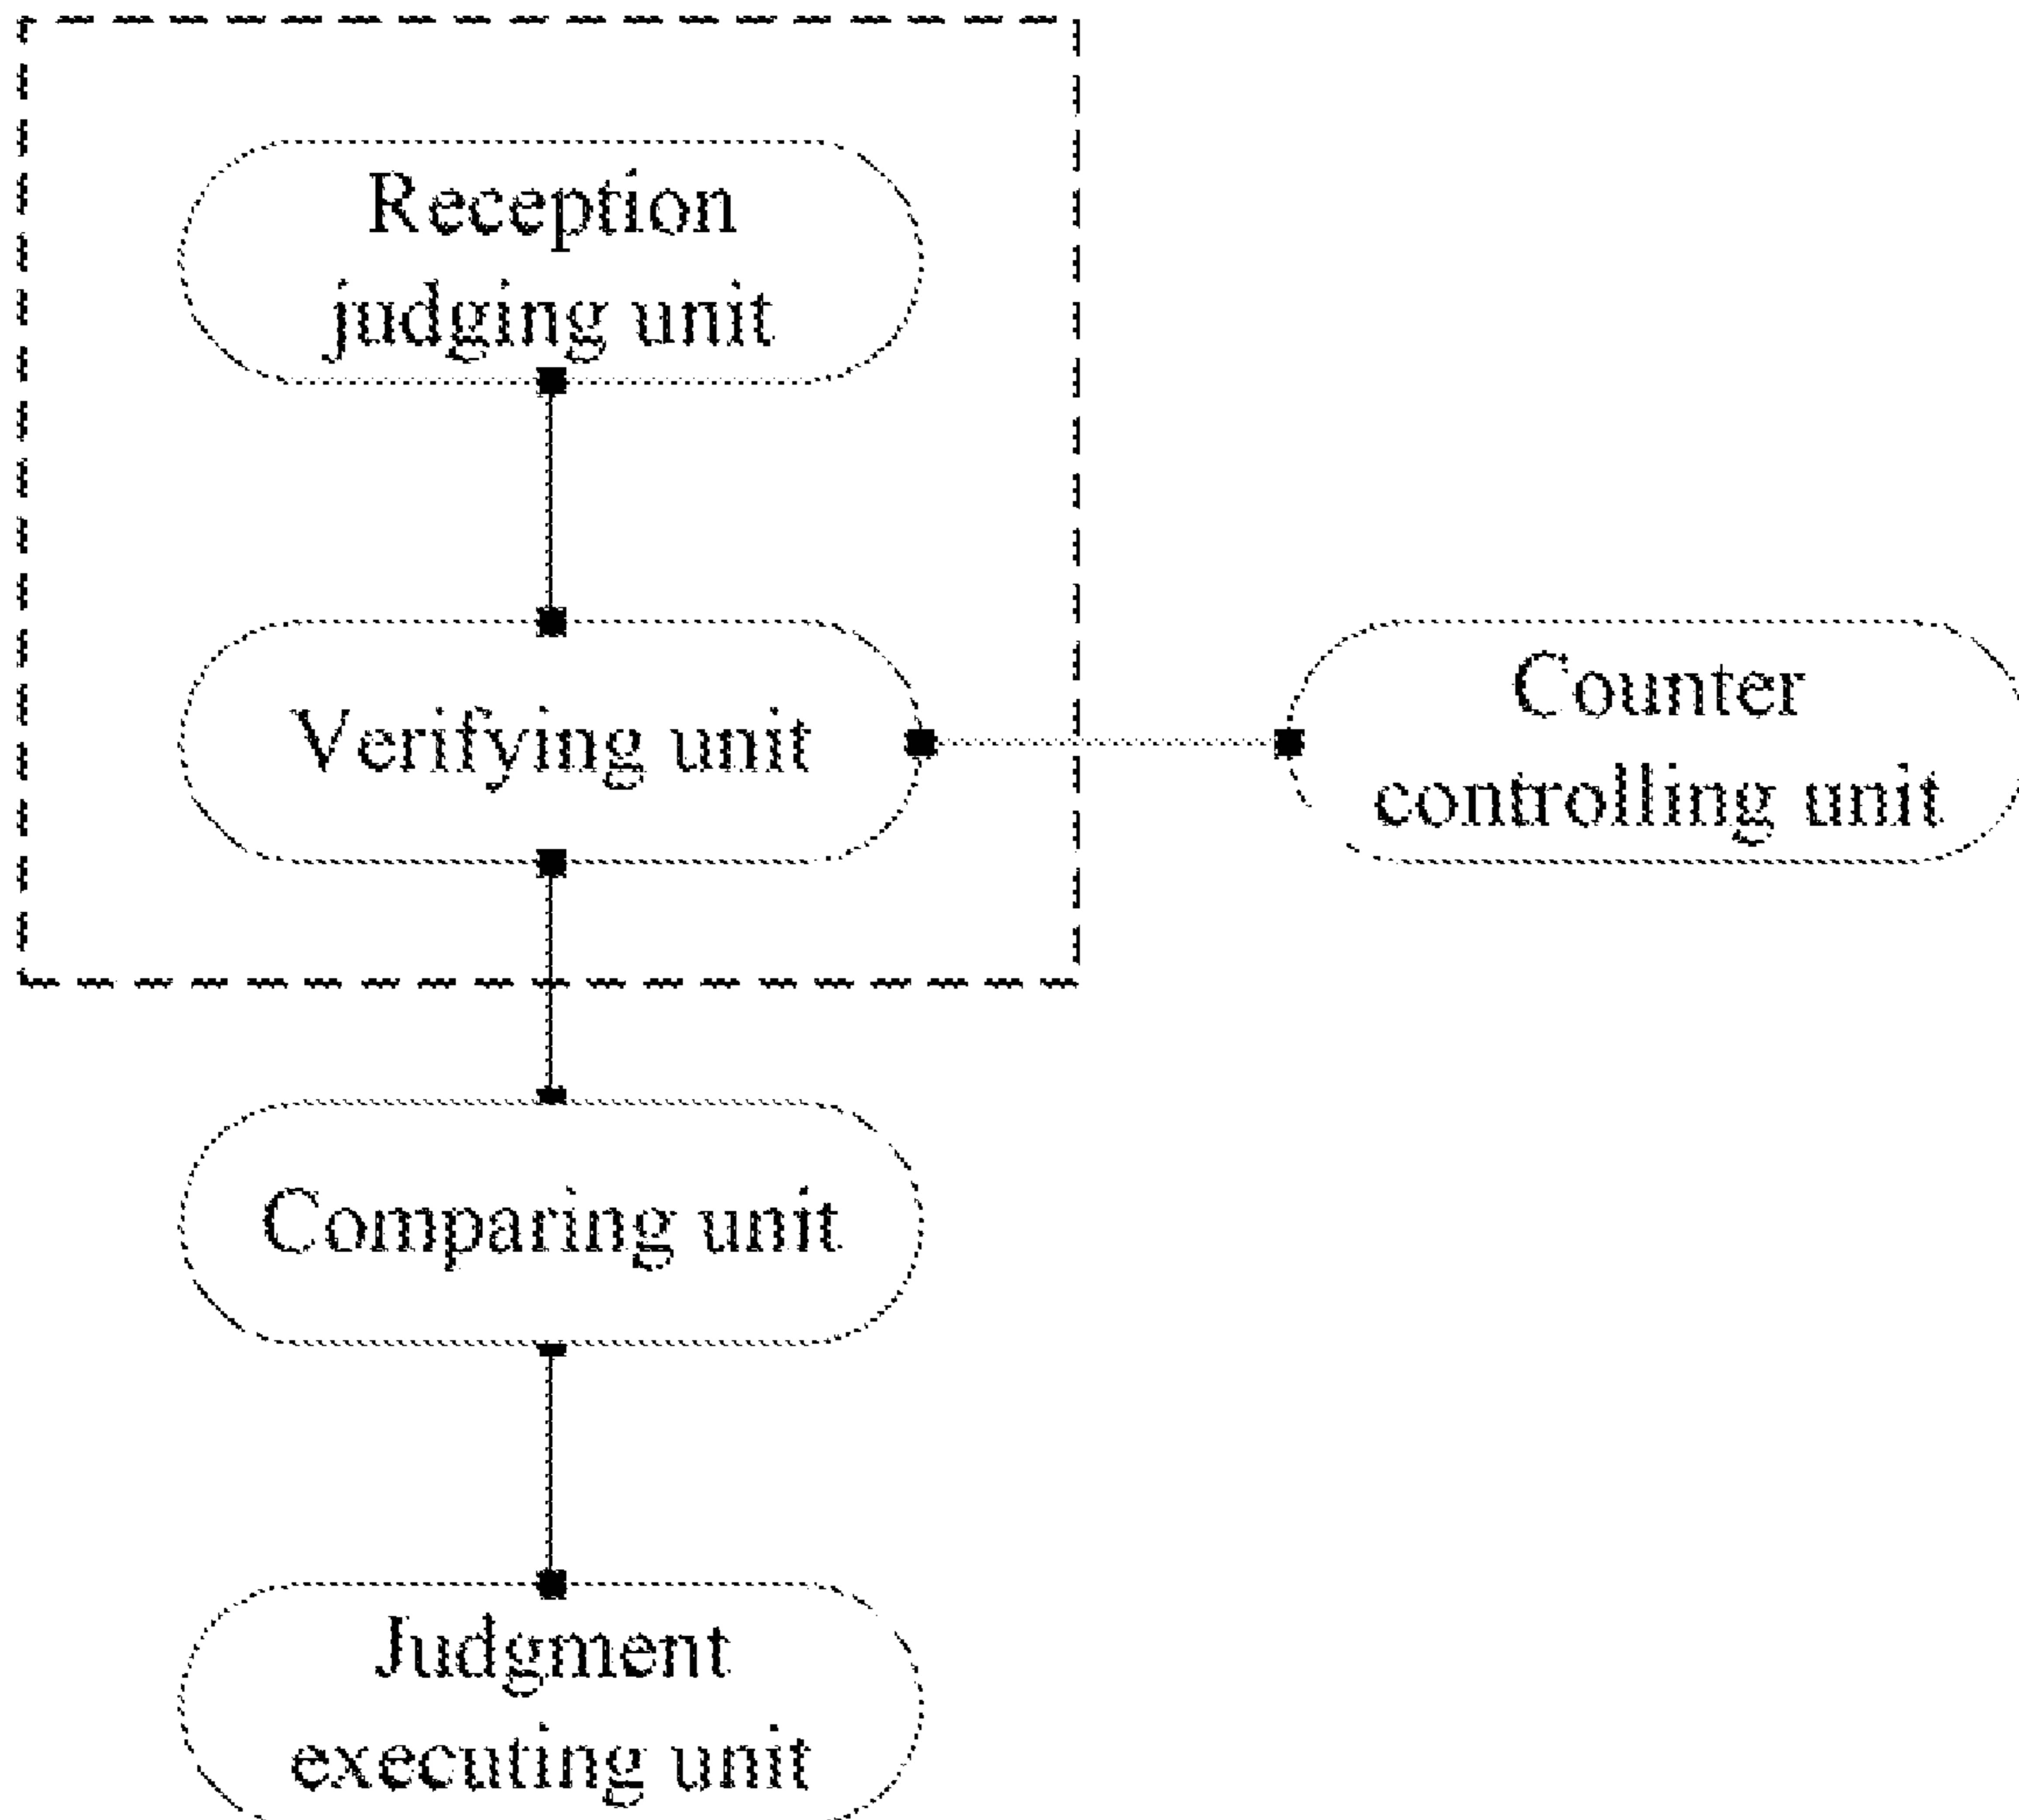 Reception
judging unit
Verifying unit
Counter
controlling unit
Comparing unit
Judgment
executing unit